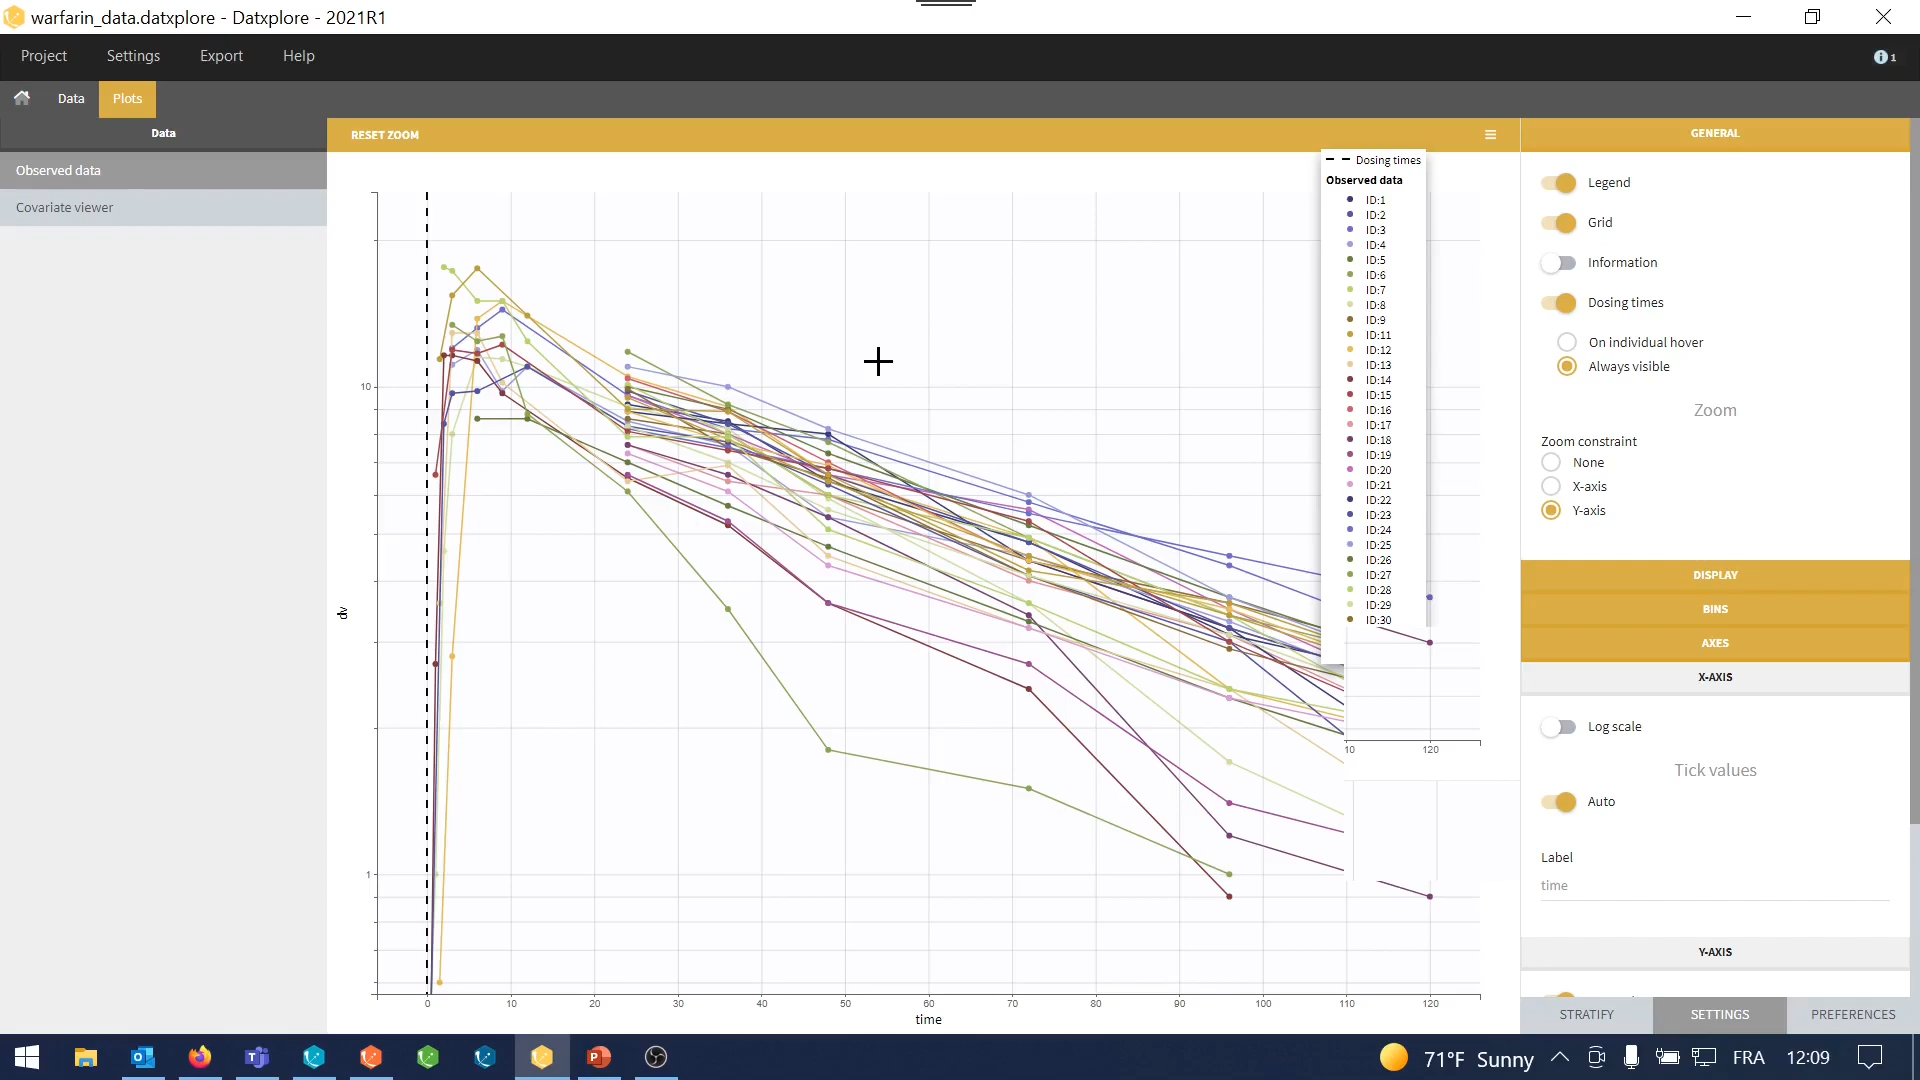 warfarin_data.datxplore - Datxplore - 2021R1
Project Settings Export Help
1
Data Plots
Data
Observed data
Covariate viewer
RESET ZOOM
Dosing times
Observed data
ID:1
ID:2
ID:3
ID:4
ID:5
ID:6
ID:7
ID:8
ID:9
ID:11
ID:12
ID:13
ID:14
ID:15
ID:16
ID:17
ID:18
ID:19
ID:20
ID:21
ID:22
ID:23
ID:24
ID:25
ID:26
ID:27
ID:28
ID:29
ID:30
10
1
dv
10 120
0 10 20 30 40 50 60 70 80 90 100 110 120
time
GENERAL
Legend
Grid
Information
Dosing times
On individual hover
Always visible
Zoom
Zoom constraint
None
X-axis
Y-axis
DISPLAY
BINS
AXES
X-AXIS
Log scale
Tick values
Auto
Label
time
Y-AXIS
STRATIFY SETTINGS PREFERENCES
71°F Sunny FRA 12:09